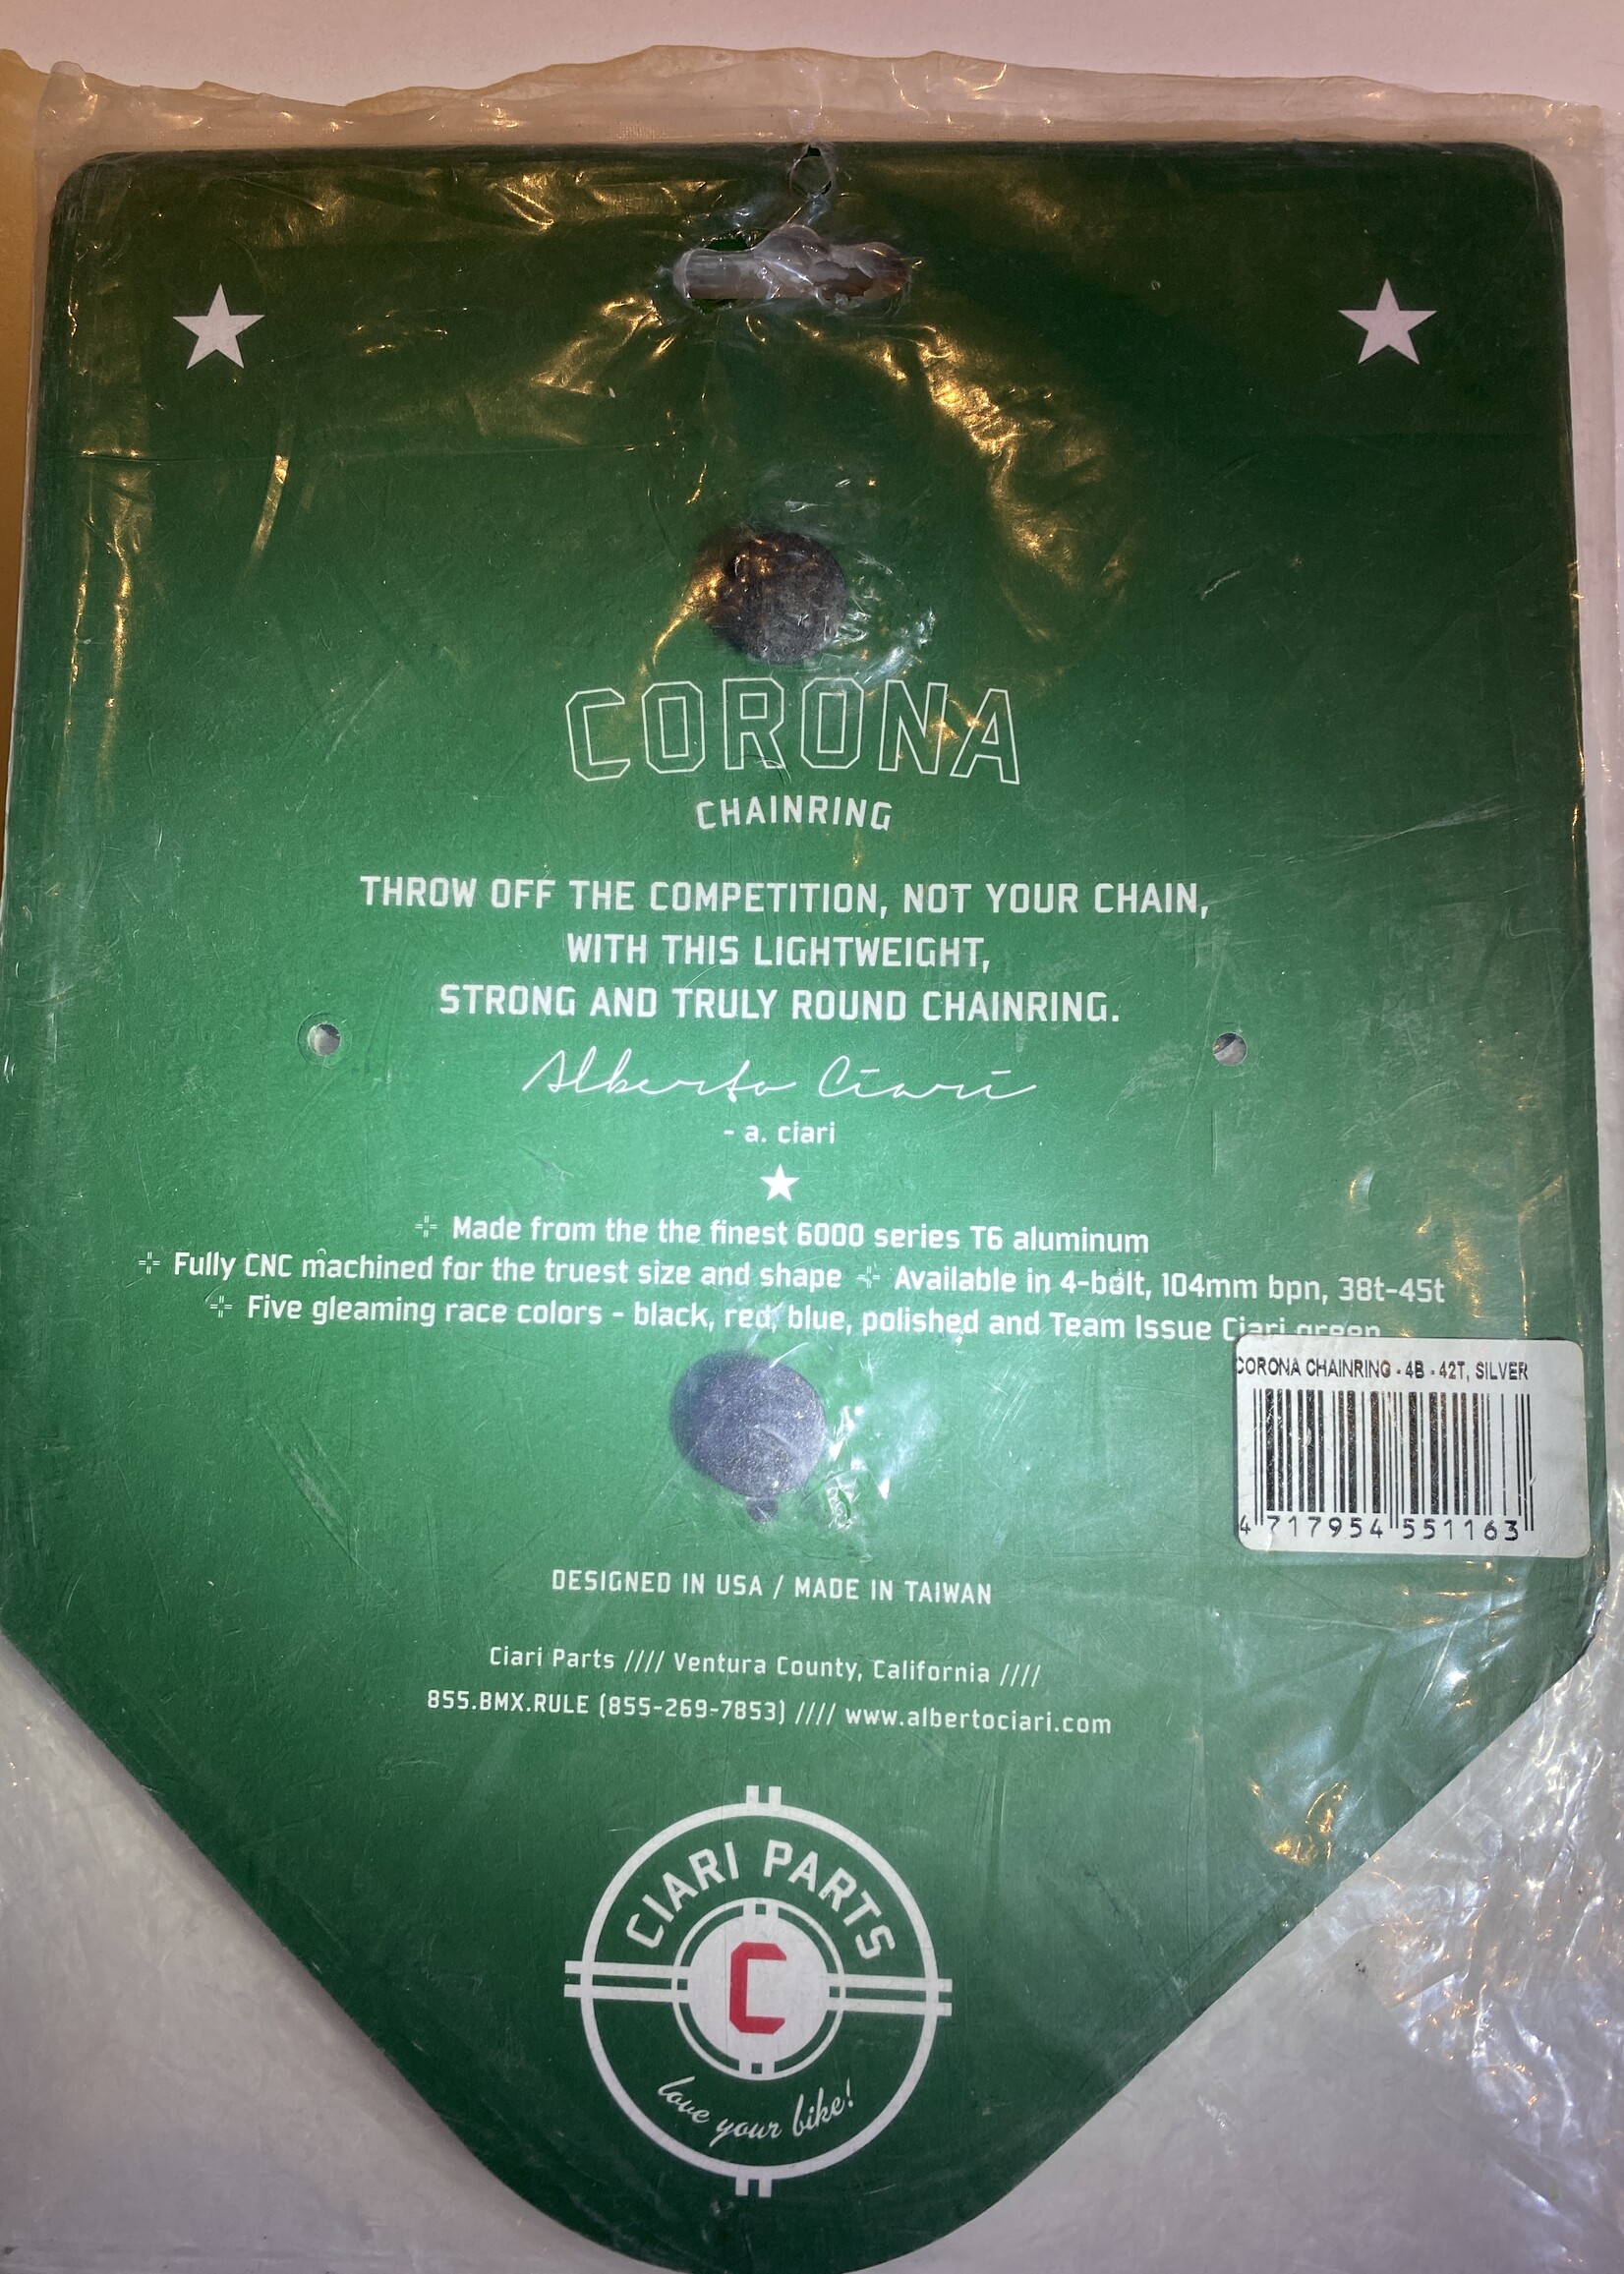 CORONA
CHAINRING
THROW OFF THE COMPETITION, NOT YOUR CHAIN,
WITH THIS LIGHTWEIGHT,
STRONG AND TRULY ROUND CHAINRING.
Alberto Ciari
- a. ciari
Made from the the finest 6000 series T6 aluminum
Fully CNC machined for the truest size and shape Available in 4-bolt, 104mm bpn, 38t-45t
Five gleaming race colors - black, red, blue, polished and Team Issue Ciari green
CORONA CHAINRING - 4B - 42T, SILVER
4 717954 551163
DESIGNED IN USA / MADE IN TAIWAN
Ciari Parts //// Ventura County, California ////
855.BMX.RULE (855-269-7853) //// www.albertociari.com
CIARI PARTS
C
love your bike!